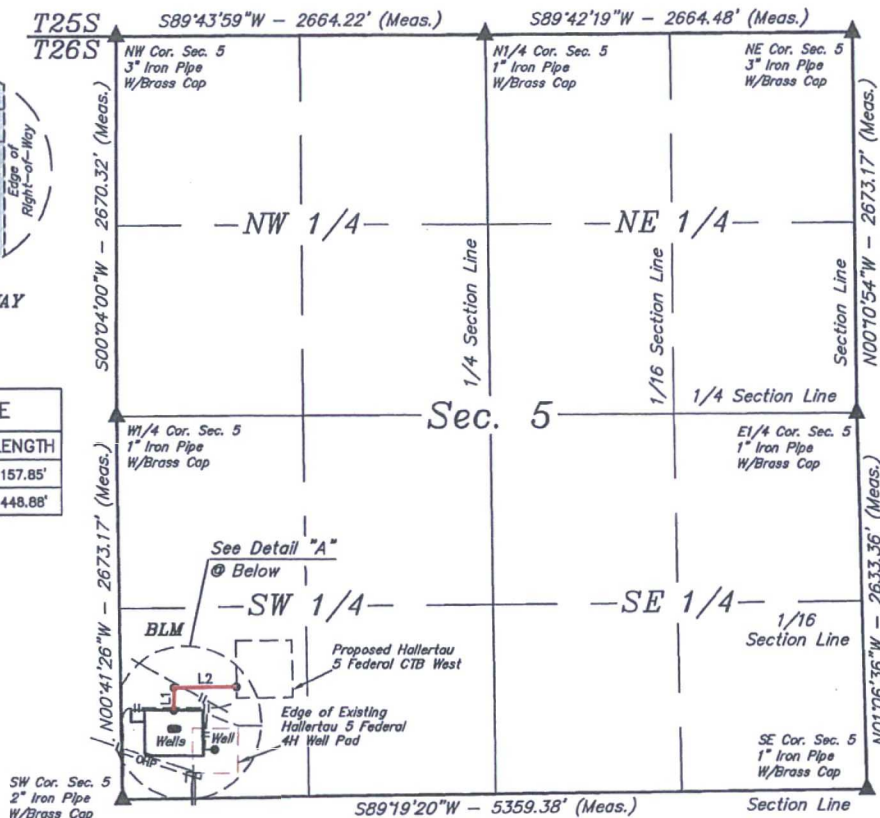 T25S
T26S
S89°43'59"W - 2664.22' (Meas.)
S89°42'19"W - 2664.48' (Meas.)
NW Cor. Sec. 5
3" Iron Pipe
W/Brass Cap
N1/4 Cor. Sec. 5
1" Iron Pipe
W/Brass Cap
NE Cor. Sec. 5
3" Iron Pipe
W/Brass Cap
Edge of
Right-of-Way
S00°04'00"W - 2670.32' (Meas.)
NW 1/4
NE 1/4
N00°10'54"W - 2673.17' (Meas.)
1/4 Section Line
1/16 Section Line
Section Line
1/4 Section Line
Sec. 5
W1/4 Cor. Sec. 5
1" Iron Pipe
W/Brass Cap
E1/4 Cor. Sec. 5
1" Iron Pipe
W/Brass Cap
LENGTH
157.85'
448.88'
N00°41'26"W - 2673.17' (Meas.)
See Detail "A"
@ Below
SW 1/4
SE 1/4
1/16
Section Line
N01°06'36"W - 2633.36' (Meas.)
BLM
L2
L1
Proposed Hallertau
5 Federal CTB West
Edge of Existing
Hallertau 5 Federal
4H Well Pad
Wells
Well
OHP
SW Cor. Sec. 5
2" Iron Pipe
W/Brass Cap
SE Cor. Sec. 5
1" Iron Pipe
W/Brass Cap
S89°19'20"W - 5359.38' (Meas.)
Section Line